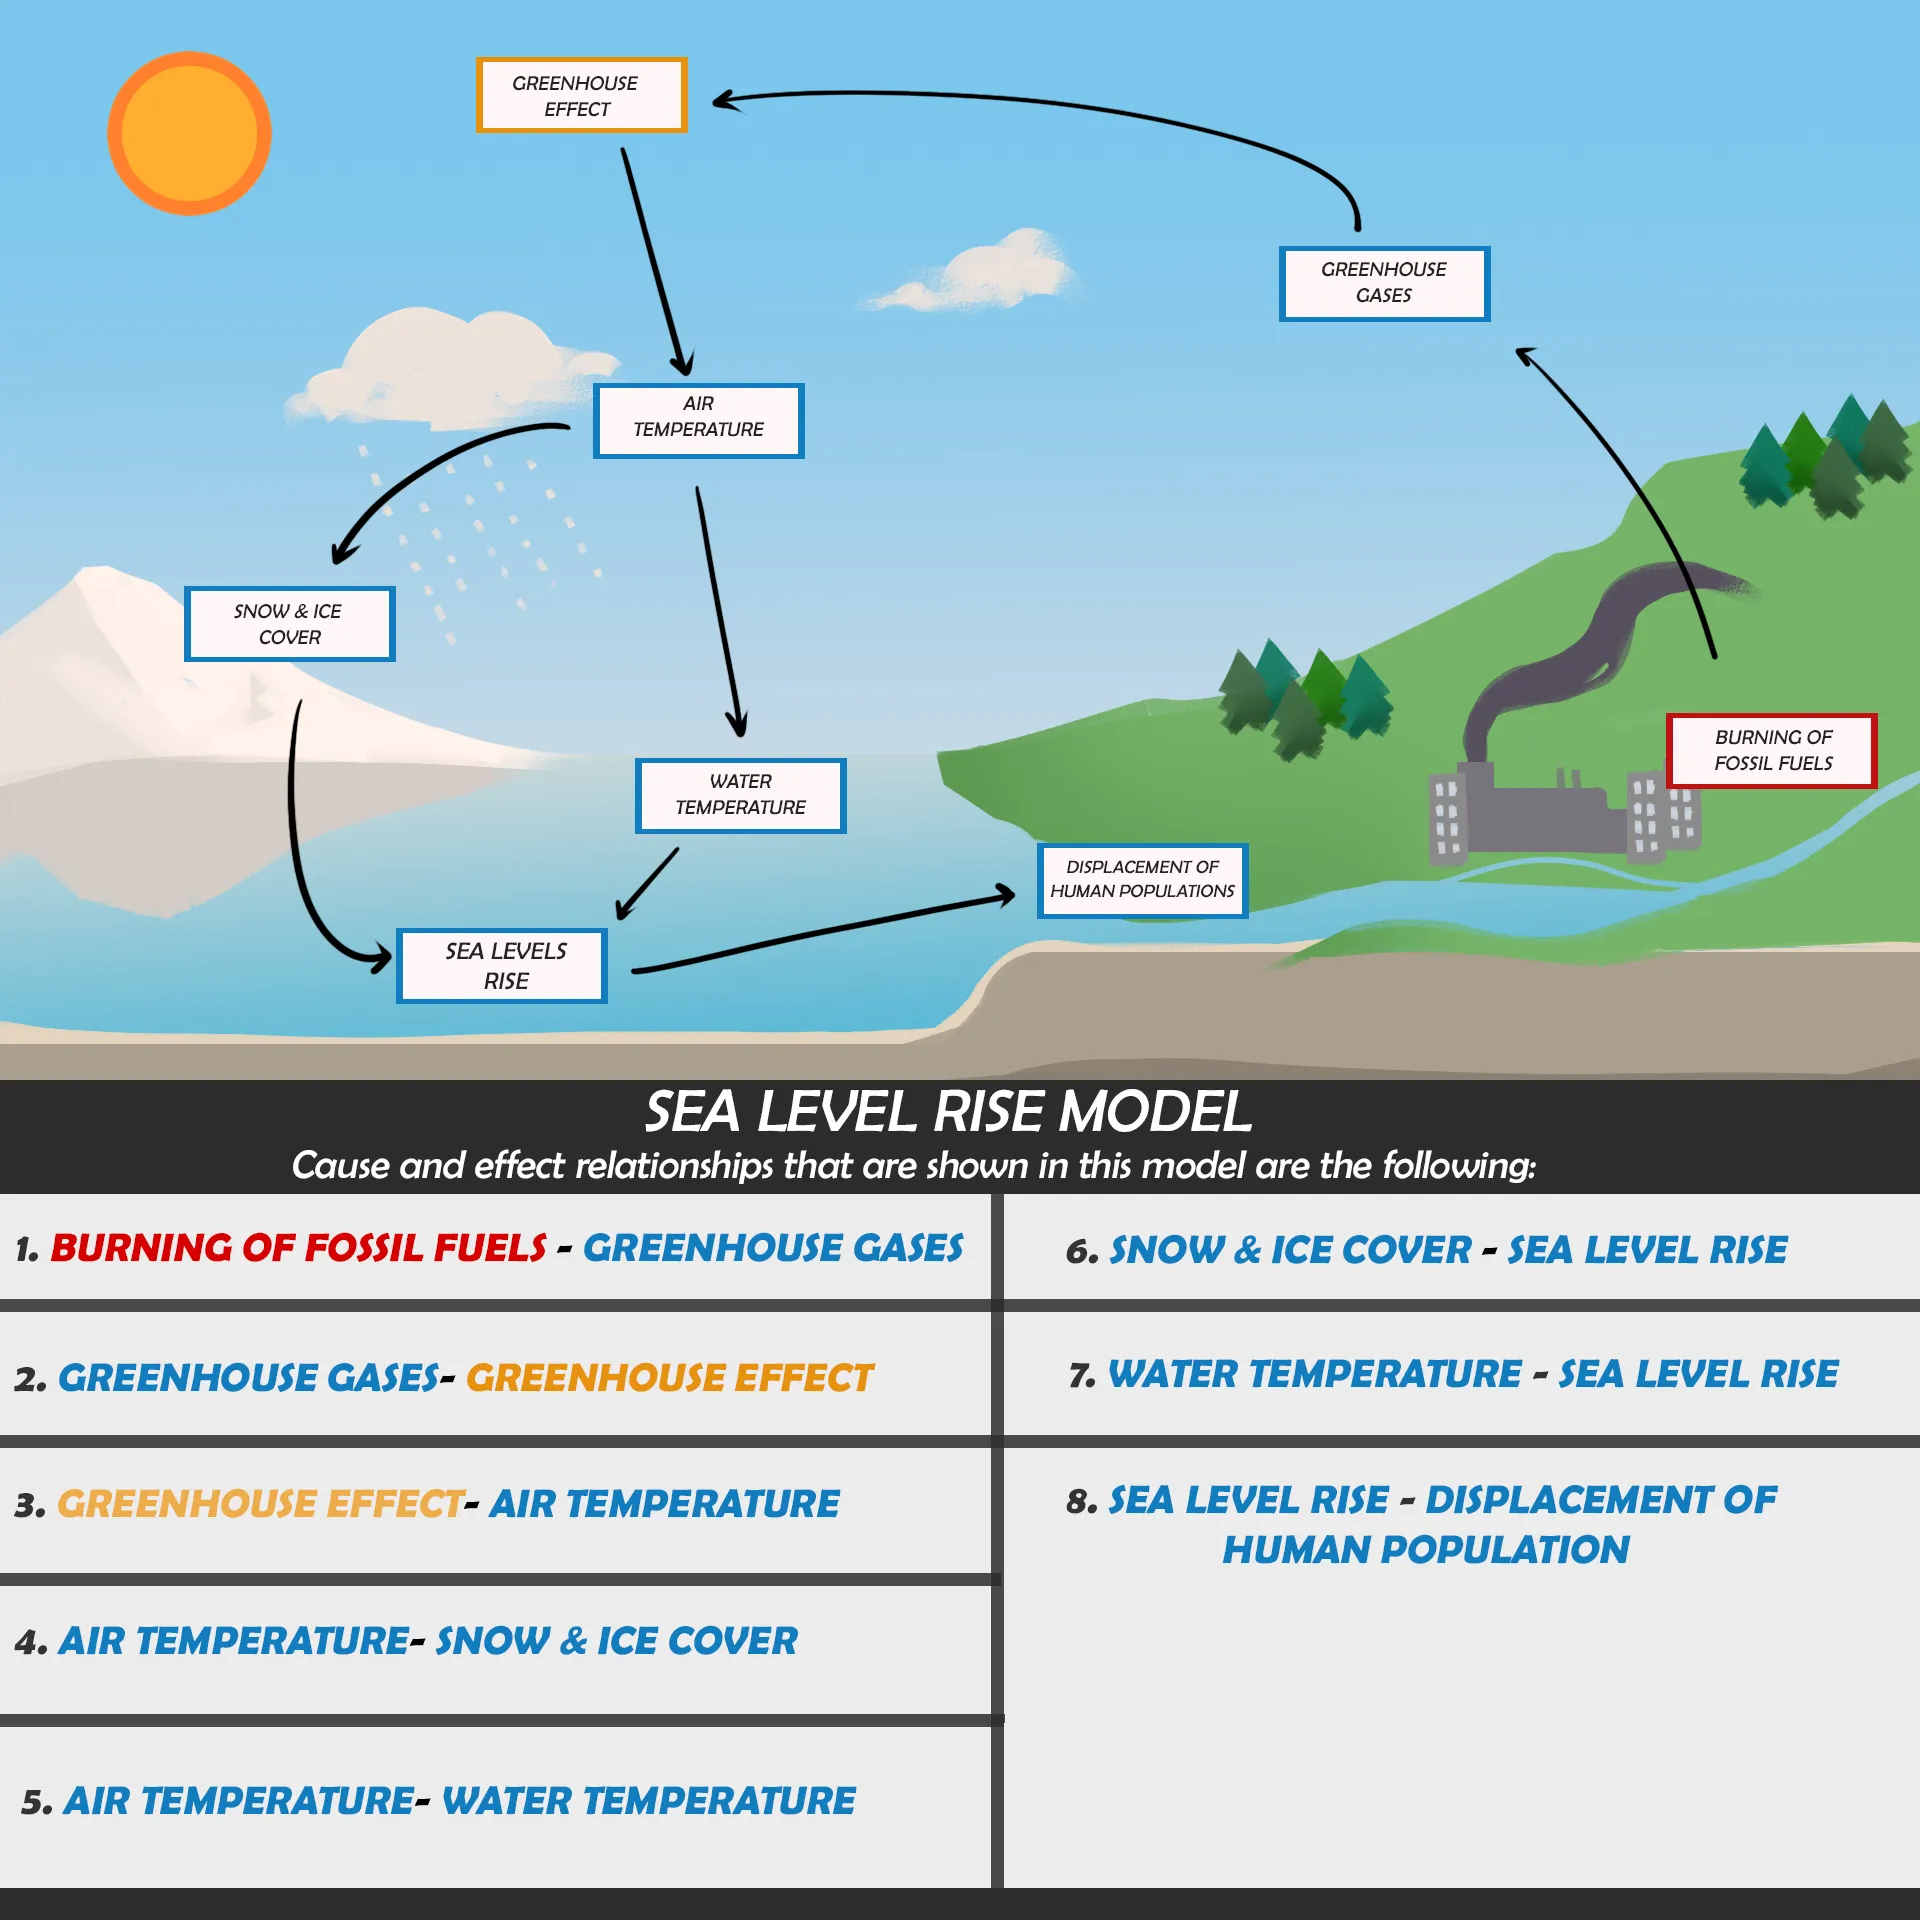 GREENHOUSE
EFFECT
GREENHOUSE
GASES
AIR
TEMPERATURE
SNOW & ICE
COVER
BURNING OF
FOSSIL FUELS
WATER
TEMPERATURE
DISPLACEMENT OF
HUMAN POPULATIONS
SEA LEVELS
RISE
SEA LEVEL RISE MODEL
Cause and effect relationships that are shown in this model are the following:
1. BURNING OF FOSSIL FUELS - GREENHOUSE GASES
2. GREENHOUSE GASES- GREENHOUSE EFFECT
3. GREENHOUSE EFFECT- AIR TEMPERATURE
4. AIR TEMPERATURE- SNOW & ICE COVER
5. AIR TEMPERATURE- WATER TEMPERATURE
6. SNOW & ICE COVER - SEA LEVEL RISE
7. WATER TEMPERATURE - SEA LEVEL RISE
8. SEA LEVEL RISE - DISPLACEMENT OF
HUMAN POPULATION